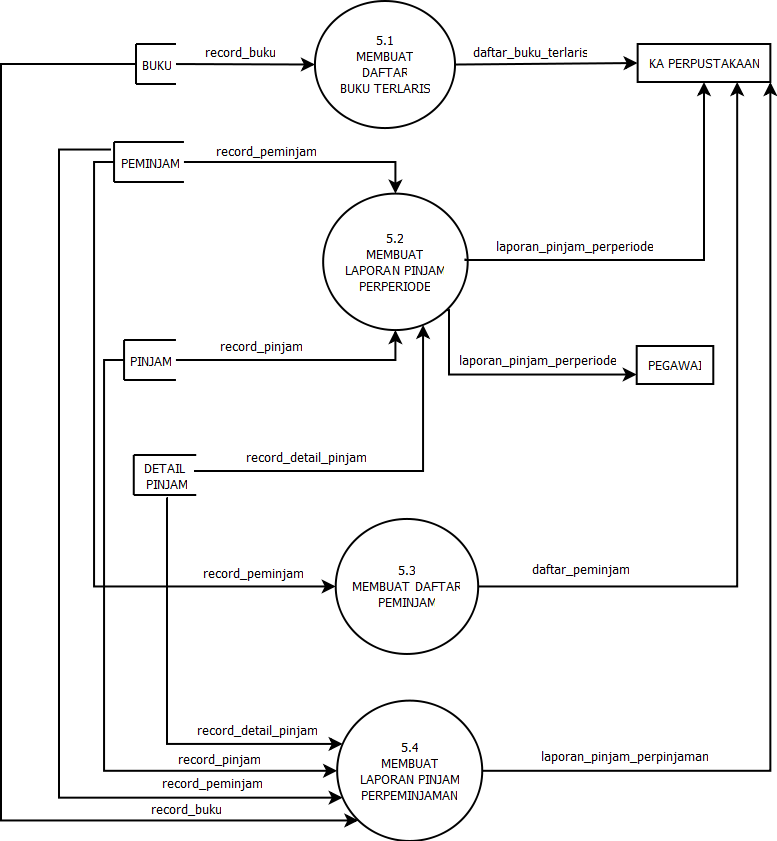 5.1
MEMBUAT
DAFTAR
BUKU TERLARIS
BUKU
record_buku
daftar_buku_terlaris
KA PERPUSTAKAAN
PEMINJAM
record_peminjam
5.2
MEMBUAT
LAPORAN PINJAM
PERPERIODE
laporan_pinjam_perperiode
PINJAM
record_pinjam
laporan_pinjam_perperiode
PEGAWAI
DETAIL
PINJAM
record_detail_pinjam
5.3
MEMBUAT DAFTAR
PEMINJAM
record_peminjam
daftar_peminjam
record_detail_pinjam
record_pinjam
record_peminjam
record_buku
5.4
MEMBUAT
LAPORAN PINJAM
PERPEMINJAMAN
laporan_pinjam_perpinjaman